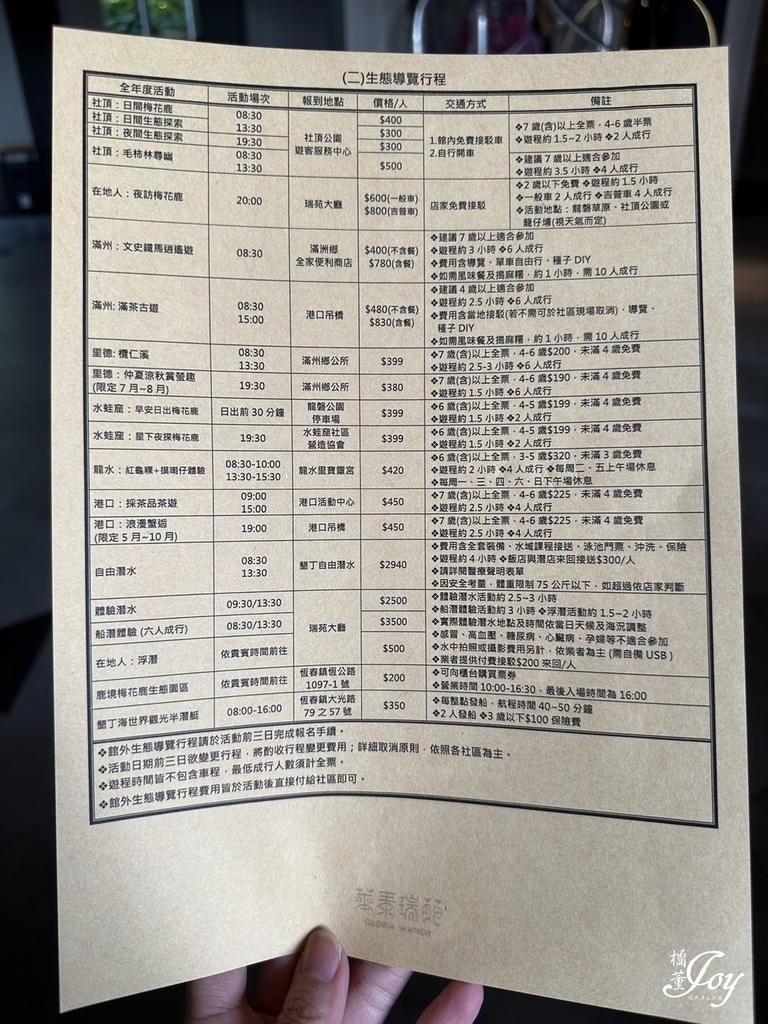 (二)生態導覽行程
全年度活動 活動場次 報到地點 價格/人 交通方式 備註
社頂：日間梅花鹿 08:30 13:30 社頂公園 遊客服務中心 $400 1.館內免費接駁車 2.自行開車 ❖7 歲(含)以上全票，4-6 歲半票
社頂：日間生態探索 $300 ❖遊程約 1.5~2 小時 ❖2 人成行
社頂：夜間生態探索 19:30 $300
社頂：毛柿林尋幽 08:30 $500 ❖建議 7 歲以上適合參加
13:30 ❖遊程約 3.5 小時 ❖4 人成行
在地人：夜訪梅花鹿 20:00 瑞苑大廳 $600(一般車) 店家免費接駁 ❖2 歲以下免費 ❖遊程約 1.5 小時
$800(吉普車) ❖一般車 2 人成行 ❖吉普車 4 人成行
❖活動地點：龍磐草原、社頂公園或
龍仔埔(視天氣而定)
滿州：文史鐵馬逍遙遊 08:30 滿洲鄉 $400(不含餐) ❖建議 7 歲以上適合參加
全家便利商店 $780(含餐) ❖遊程約 3 小時 ❖6 人成行
❖費用含導覽、單車自由行、種子 DIY
❖如需風味餐及搗麻糬，約 1 小時，需 10 人成行
滿州: 滿茶古道 08:30 港口吊橋 $480(不含餐) ❖建議 4 歲以上適合參加
15:00 $830(含餐) ❖遊程約 2.5 小時 ❖6 人成行
❖費用含當地接駁(若不需可於社區現場取消)、導覽、
種子 DIY
❖如需風味餐及搗麻糬，約 1 小時，需 10 人成行
里德: 欖仁溪 08:30 滿州鄉公所 $399 ❖7 歲(含)以上全票，4-6 歲$200，未滿 4 歲免費
13:30 ❖遊程約 2.5-3 小時 ❖6 人成行
里德：仲夏涼秋賞螢趣 19:30 滿州鄉公所 $380 ❖7 歲(含)以上全票，4-6 歲$190，未滿 4 歲免費
(限定 7 月~8 月) ❖遊程約 1.5 小時 ❖6 人成行
水蛙窟：早安日出梅花鹿 日出前 30 分鐘 龍磐公園 $399 ❖6 歲(含)以上全票，4-5 歲$199，未滿 4 歲免費
停車場 ❖遊程約 1.5 小時 ❖2 人成行
水蛙窟：星下夜探梅花鹿 19:30 水蛙窟社區 $399 ❖6 歲(含)以上全票，4-5 歲$199，未滿 4 歲免費
營造協會 ❖遊程約 1.5 小時 ❖2 人成行
龍水：紅龜粿+摸喇仔體驗 08:30-10:00 龍水里寶靈宮 $420 ❖6 歲(含)以上全票，3-5 歲$320，未滿 3 歲免費
13:30-15:30 ❖遊程約 2 小時 ❖4 人成行 ❖每周二、五上午場休息
❖每周一、三、四、六、日下午場休息
港口：採茶品茶遊 09:00 港口活動中心 $450 ❖7 歲(含)以上全票，4-6 歲$225，未滿 4 歲免費
15:00 ❖遊程約 2.5 小時 ❖4 人成行
港口：浪漫蟹逅 19:00 港口吊橋 $450 ❖7 歲(含)以上全票，4-6 歲$225，未滿 4 歲免費
(限定 5 月~10 月) ❖遊程約 2.5 小時 ❖4 人成行
自由潛水 08:30 墾丁自由潛水 $2940 ❖費用含全套裝備、水域課程接送、泳池門票、沖洗、保險
13:30 ❖遊程約 4 小時 ❖飯店與潛店來回接送$300/人
❖請詳閱醫療聲明表單
❖因安全考量，體重限制 75 公斤以下，如超過依店家判斷
體驗潛水 09:30/13:30 瑞苑大廳 $2500 ❖體驗潛水活動約 2.5~3 小時
船潛體驗 (六人成行) 08:30/13:30 $3500 ❖船潛體驗活動約 3 小時 ❖浮潛活動約 1.5~2 小時
❖實際體驗潛水地點及時間依當日天候及海況調整
在地人：浮潛 依貴賓時間前往 $500 ❖感冒、高血壓、糖尿病、心臟病、孕婦等不適合參加
❖水中拍照或攝影費用另計，依業者為主 (需自備 USB )
❖業者提供付費接駁$200 來回/人
鹿境梅花鹿生態園區 依貴賓時間前往 恆春鎮恆公路 $200 ❖可向櫃台購買票券
1097-1 號 ❖營業時間 10:00-16:30，最後入場時間為 16:00
墾丁海世界觀光半潛艇 08:00-16:00 恆春鎮大光路 $350 ❖每整點發船，航程時間 40~50 分鐘
79 之 57 號 ❖2 人發船 ❖3 歲以下$100 保險費
❖館外生態導覽行程請於活動前三日完成報名手續。
❖活動日期前三日欲變更行程，將酌收行程變更費用；詳細取消原則，依照各社區為主。
❖遊程時間皆不包含車程，最低成行人數須計全票。
❖館外生態導覽行程費用皆於活動後直接付給社區即可。
華泰瑞苑
GLORIA MANOR
橘董 Joy